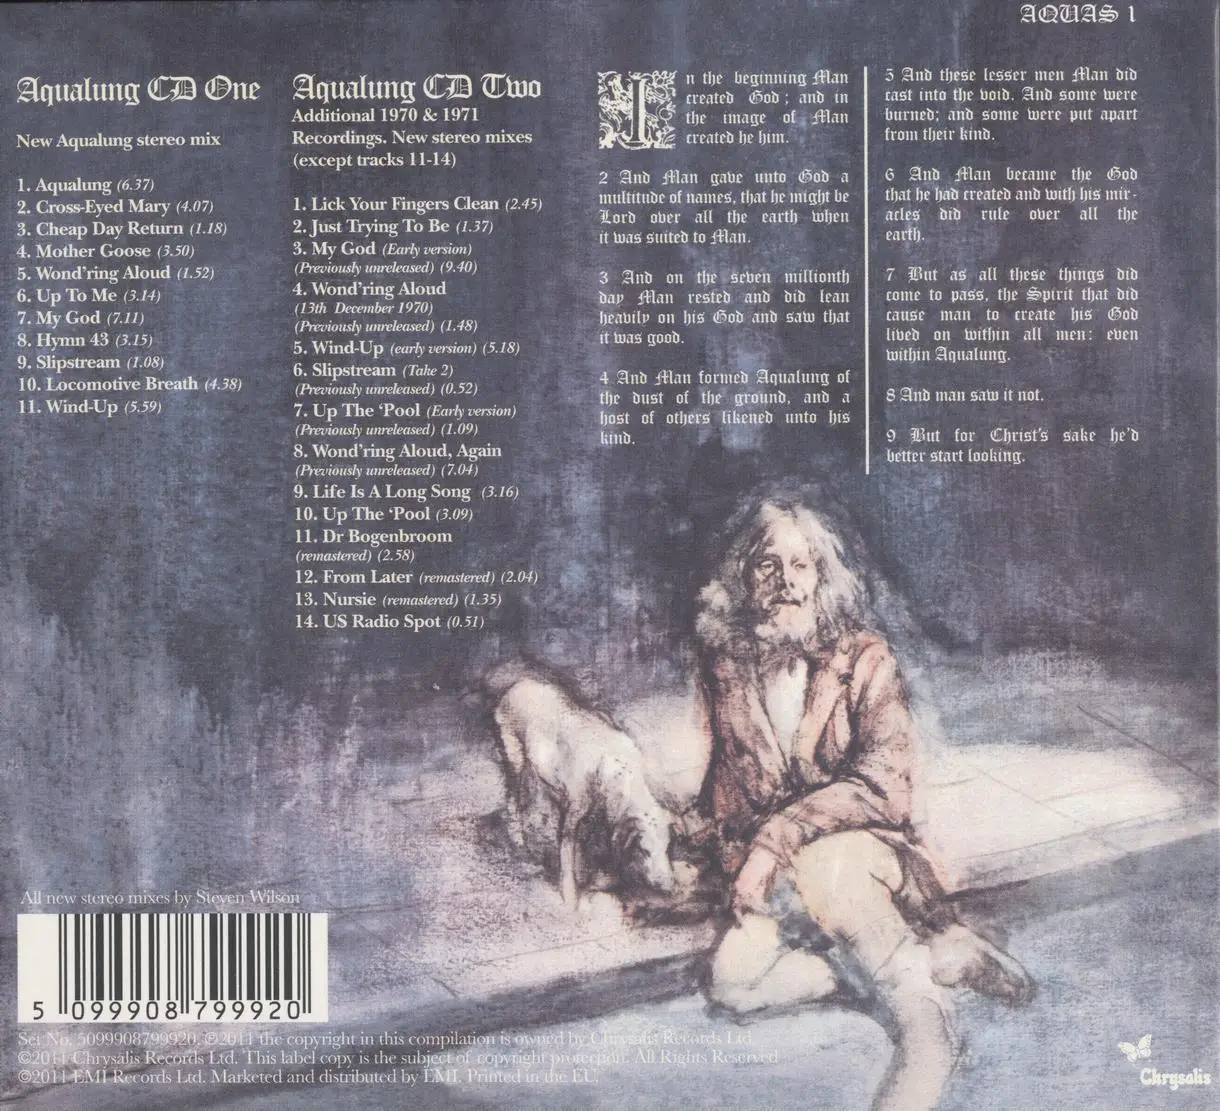 AQUAS 1
Aqualung CD One
New Aqualung stereo mix
1. Aqualung (6.37)
2. Cross-Eyed Mary (4.07)
3. Cheap Day Return (1.18)
4. Mother Goose (3.50)
5. Wond'ring Aloud (1.52)
6. Up To Me (3.14)
7. My God (7.11)
8. Hymn 43 (3.15)
9. Slipstream (1.08)
10. Locomotive Breath (4.38)
11. Wind-Up (5.59)
Aqualung CD Two
Additional 1970 & 1971
Recordings. New stereo mixes
(except tracks 11-14)
1. Lick Your Fingers Clean (2.45)
2. Just Trying To Be (1.37)
3. My God (Early version)
(Previously unreleased) (9.40)
4. Wond'ring Aloud
(13th December 1970)
(Previously unreleased) (1.48)
5. Wind-Up (early version) (5.18)
6. Slipstream (Take 2)
(Previously unreleased) (0.52)
7. Up The 'Pool (Early version)
(Previously unreleased) (1.09)
8. Wond'ring Aloud, Again
(Previously unreleased) (7.04)
9. Life Is A Long Song (3.16)
10. Up The 'Pool (3.09)
11. Dr Bogenbroom
(remastered) (2.58)
12. From Later (remastered) (2.04)
13. Nursie (remastered) (1.35)
14. US Radio Spot (0.51)
In the beginning Man
created God; and in
the image of Man
created he him.
2 And Man gave unto God a
multitude of names, that he might be
Lord over all the earth when
it was suited to Man.
3 And on the seven millionth
day Man rested and did lean
heavily on his God and saw that
it was good.
4 And Man formed Aqualung of
the dust of the ground, and a
host of others likened unto his
kind.
5 And these lesser men Man did
cast into the void. And some were
burned; and some were put apart
from their kind.
6 And Man became the God
that he had created and with his mir-
acles did rule over all the
earth.
7 But as all these things did
come to pass, the Spirit that did
cause man to create his God
lived on within all men: even
within Aqualung.
8 And man saw it not.
9 But for Christ's sake he'd
better start looking.
All new stereo mixes by Steven Wilson
5 099908 799920
Set No. 5099908799920. ℗2011 the copyright in this compilation is owned by Chrysalis Records Ltd.
©2011 Chrysalis Records Ltd. This label copy is the subject of copyright protection. All Rights Reserved
©2011 EMI Records Ltd. Marketed and distributed by EMI. Printed in the EU.
Chrysalis